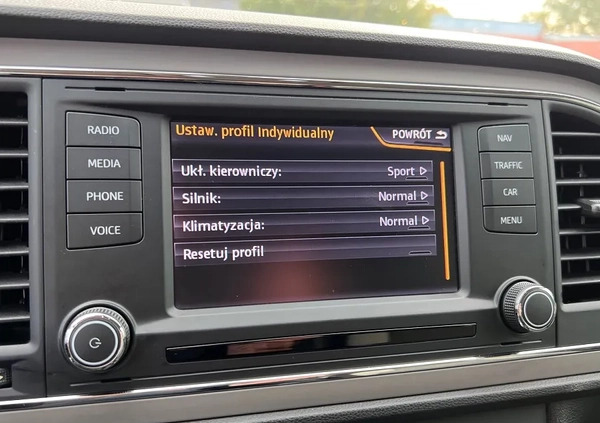 Ustaw. profil Indywidualny
POWRÓT
Ukł. kierowniczy: Sport
Silnik: Normal
Klimatyzacja: Normal
Resetuj profil
RADIO
MEDIA
PHONE
VOICE
NAV
TRAFFIC
CAR
MENU